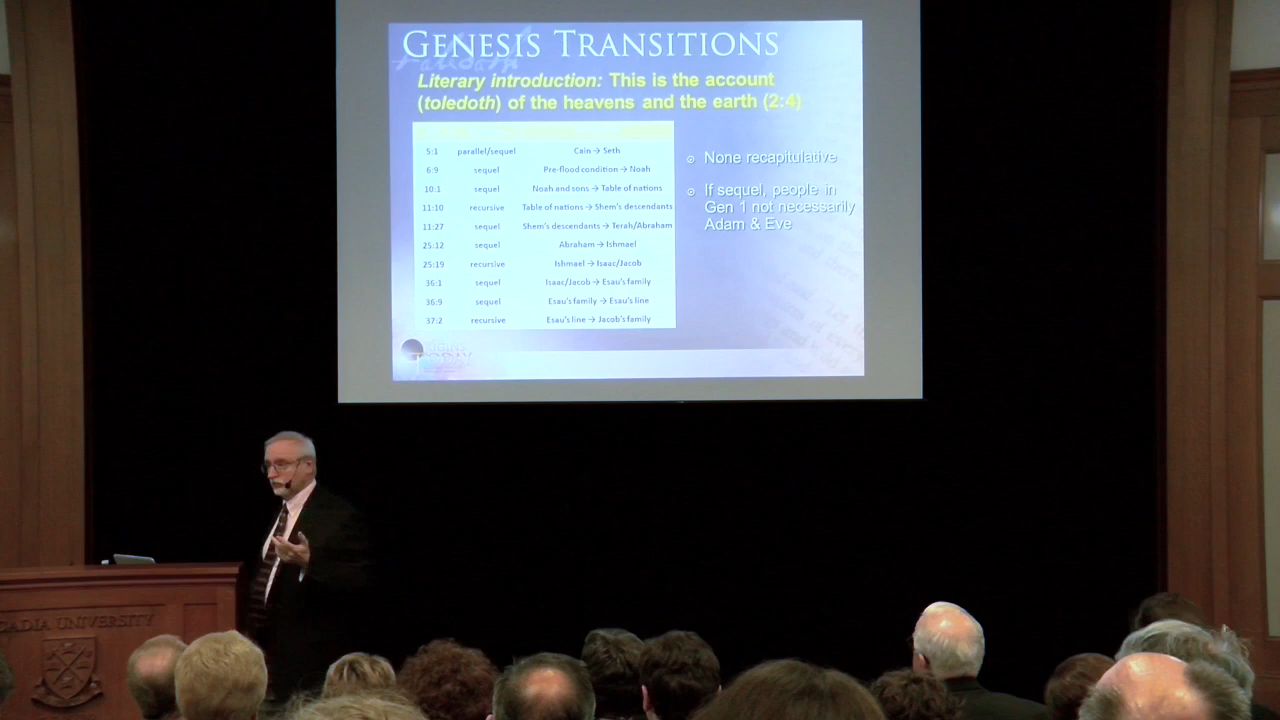 GENESIS TRANSITIONS
Literary introduction: This is the account
(toledoth) of the heavens and the earth (2:4)
5:1 parallel/sequel Cain → Seth
6:9 sequel Pre-flood condition → Noah
10:1 sequel Noah and sons → Table of nations
11:10 recursive Table of nations → Shem's descendants
11:27 sequel Shem's descendants → Terah/Abraham
25:12 sequel Abraham → Ishmael
25:19 recursive Ishmael → Isaac/Jacob
36:1 sequel Isaac/Jacob → Esau's family
36:9 sequel Esau's family → Esau's line
37:2 recursive Esau's line → Jacob's family
None recapitulative
If sequel, people in
Gen 1 not necessarily
Adam & Eve
TODAY
CADIA UNIVERSITY